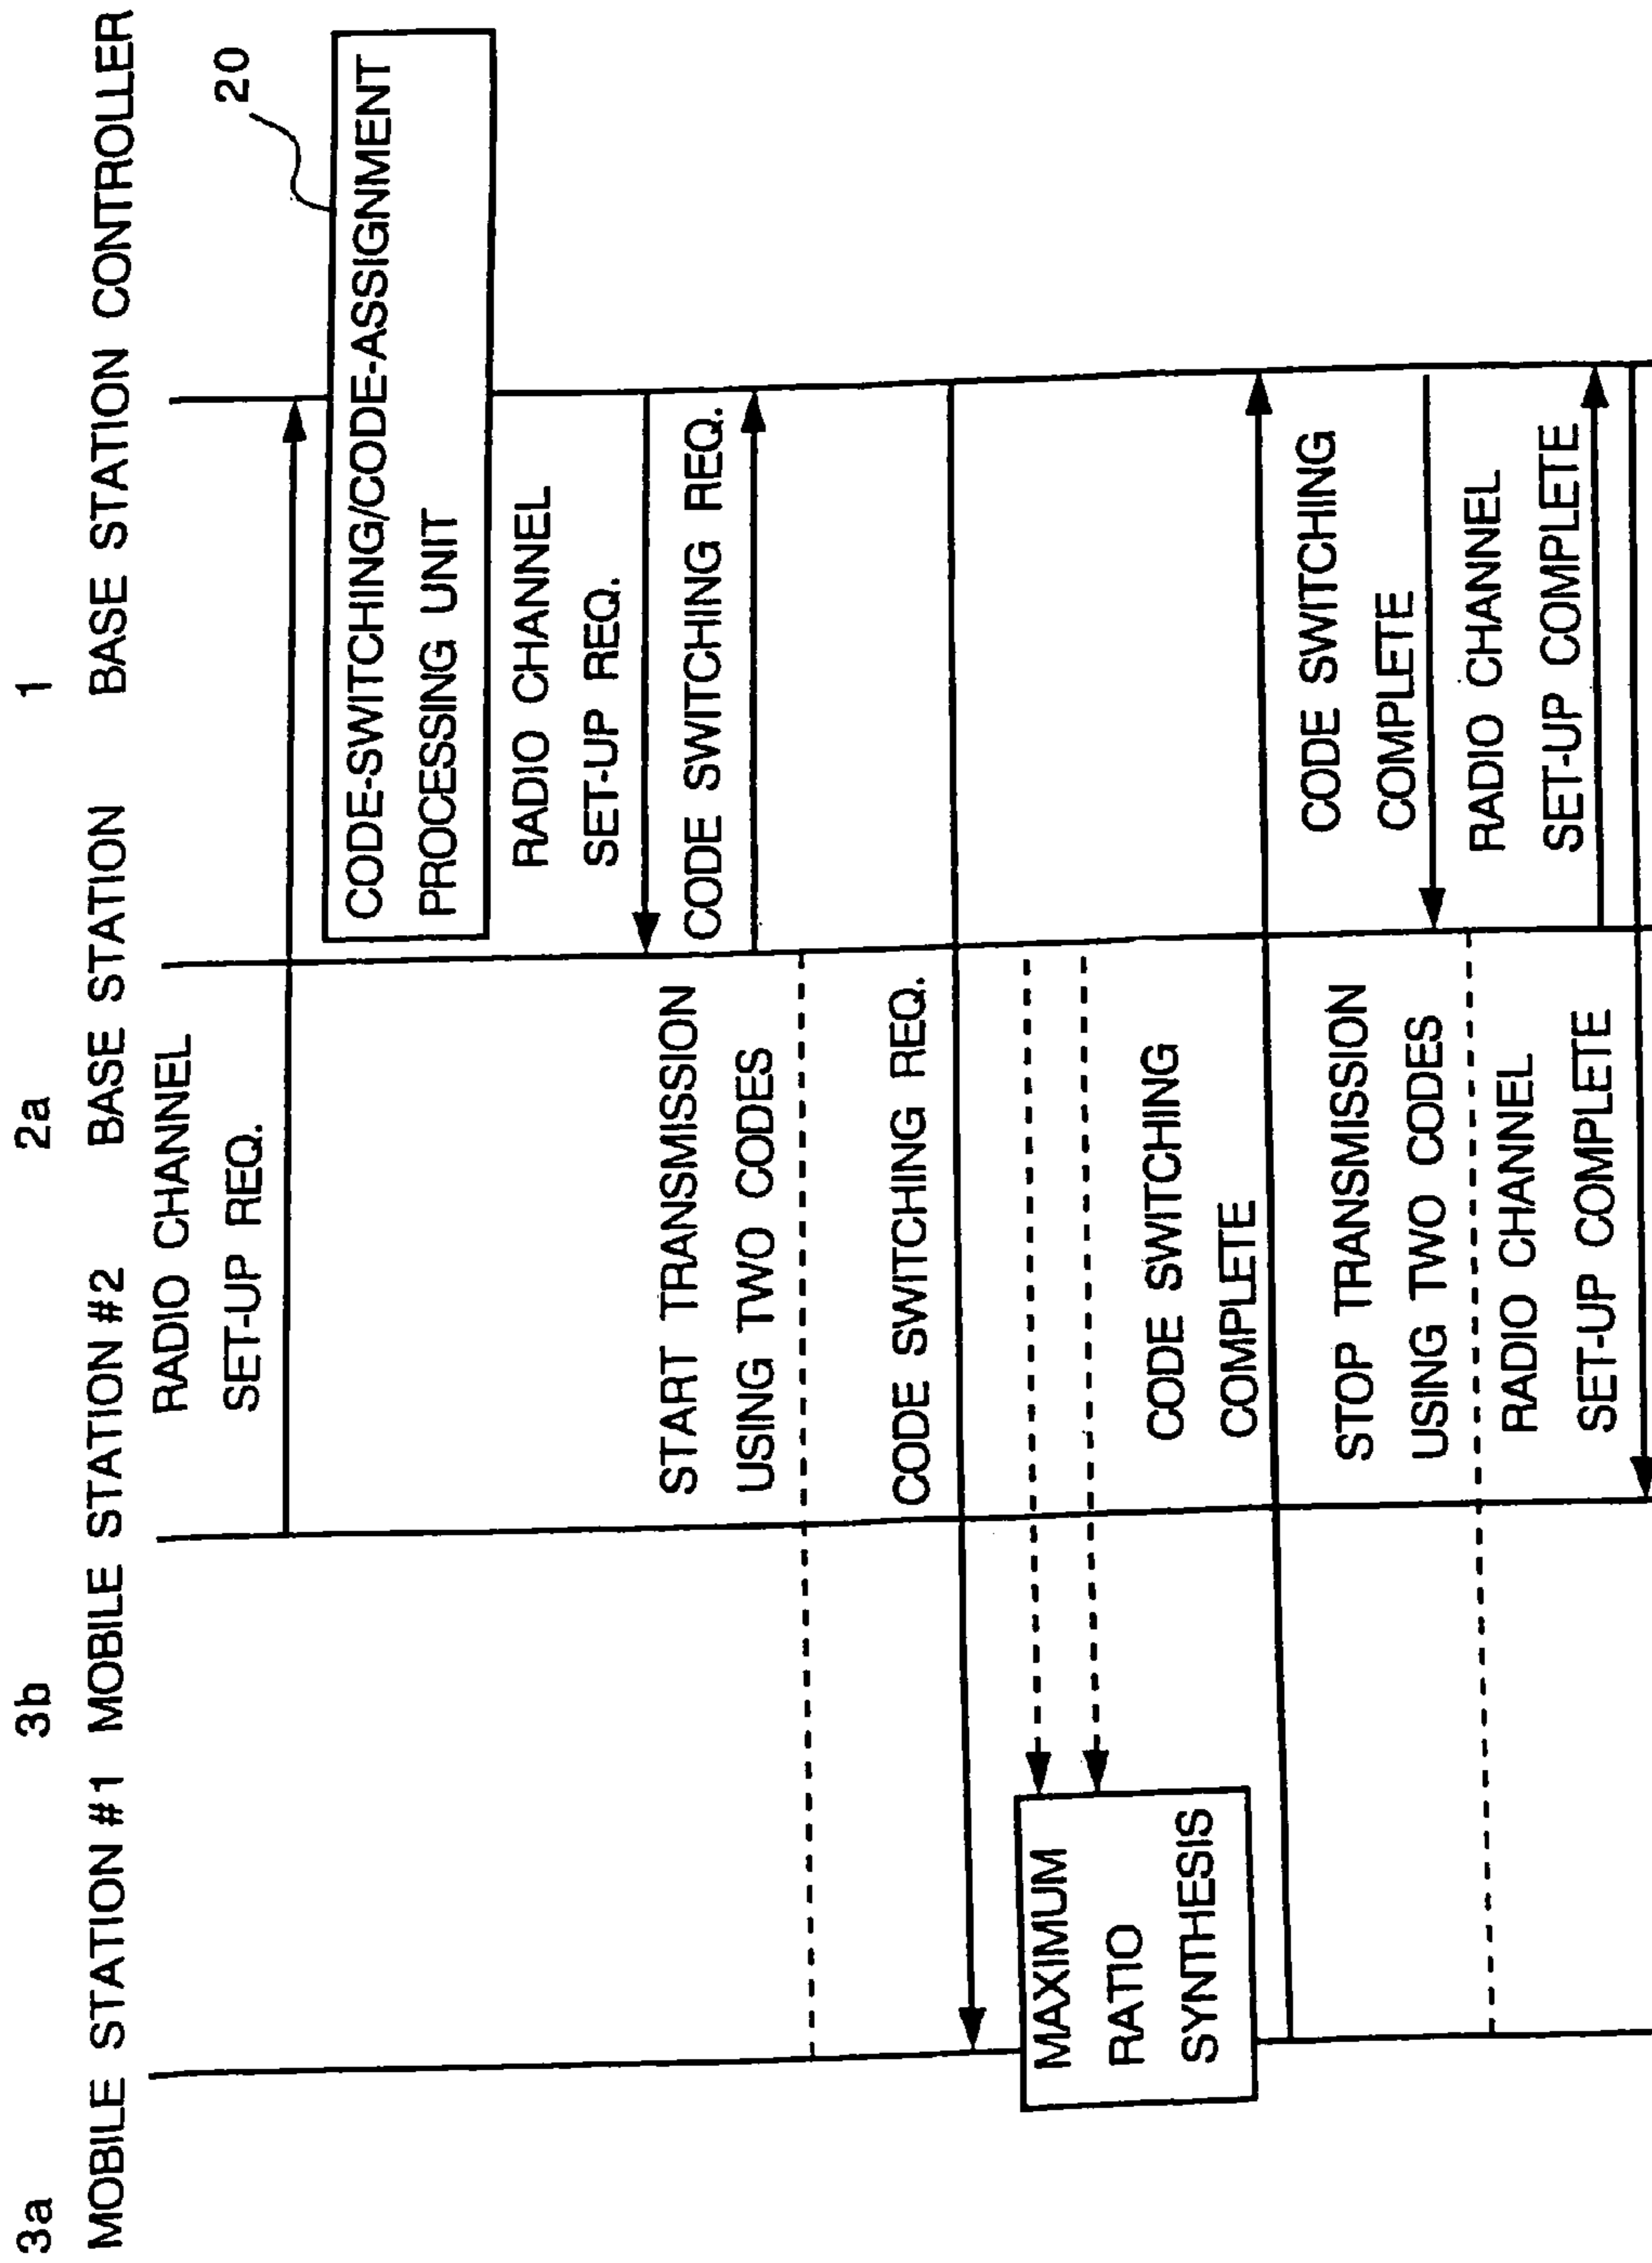 3a 3b 2a 1
MOBILE STATION #1 MOBILE STATION #2 BASE STATION BASE STATION CONTROLLER
RADIO CHANNEL
SET-UP REQ.
20
CODE-SWITCHING/CODE-ASSIGNMENT
PROCESSING UNIT
RADIO CHANNEL
SET-UP REQ.
CODE SWITCHING REQ.
START TRANSMISSION
USING TWO CODES
CODE SWITCHING REQ.
MAXIMUM
RATIO
SYNTHESIS
CODE SWITCHING
COMPLETE
CODE SWITCHING
COMPLETE
STOP TRANSMISSION
USING TWO CODES
RADIO CHANNEL
SET-UP COMPLETE
RADIO CHANNEL
SET-UP COMPLETE